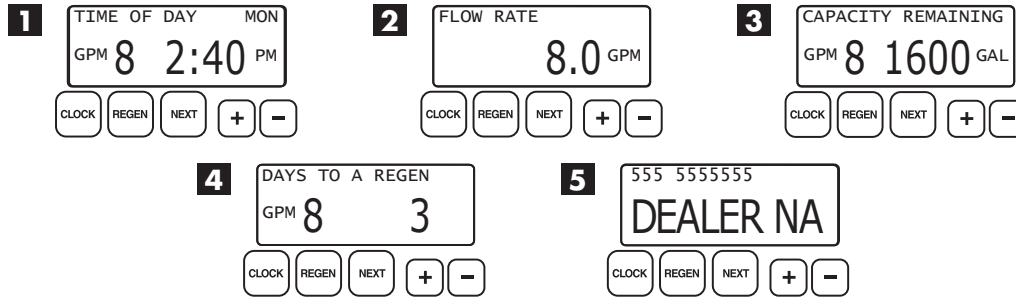 1
TIME OF DAY MON
GPM 8 2:40 PM
CLOCK REGEN NEXT + −
2
FLOW RATE
8.0 GPM
CLOCK REGEN NEXT + −
3
CAPACITY REMAINING
GPM 8 1600 GAL
CLOCK REGEN NEXT + −
4
DAYS TO A REGEN
GPM 8 3
CLOCK REGEN NEXT + −
5
555 5555555
DEALER NA
CLOCK REGEN NEXT + −